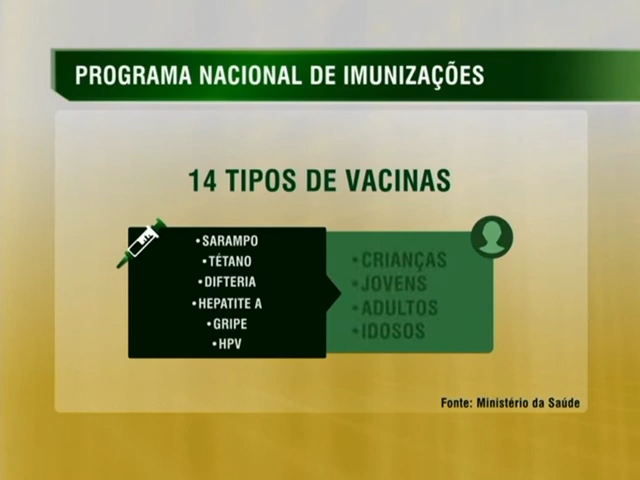 PROGRAMA NACIONAL DE IMUNIZAÇÕES
14 TIPOS DE VACINAS
•SARAMPO
•TÉTANO
•DIFTERIA
•HEPATITE A
•GRIPE
•HPV
•CRIANÇAS
•JOVENS
•ADULTOS
•IDOSOS
Fonte: Ministério da Saúde